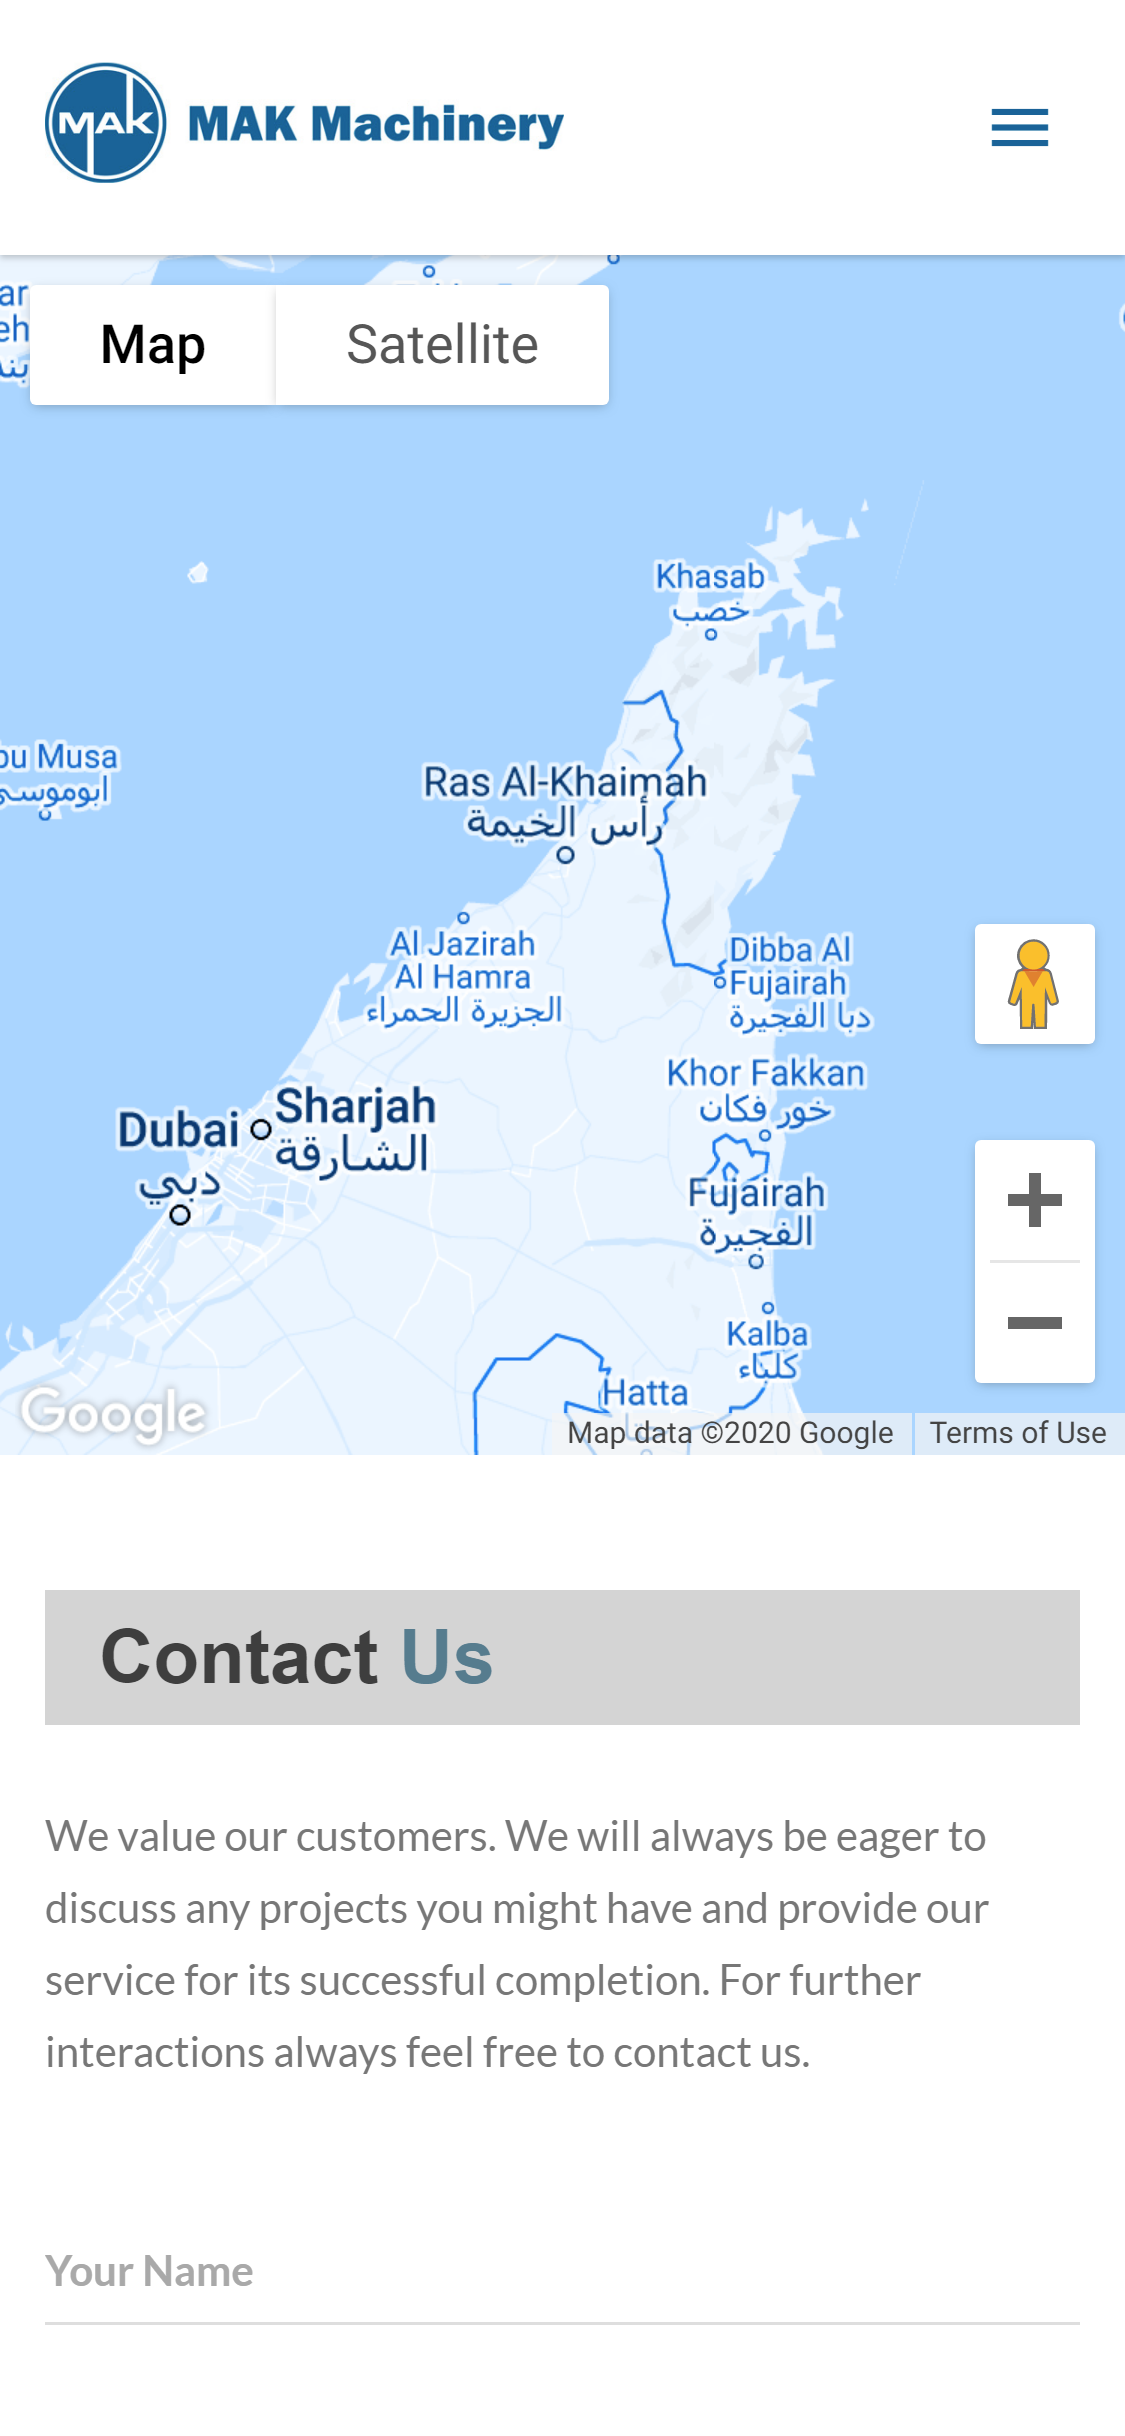 MAK
MAK Machinery
Map
Satellite
Khasab
خصب
Musa
ابوموسی
Ras Al-Khaimah
رأس الخيمة
Al Jazirah
Al Hamra
الجزيرة الحمراء
Dibba Al
Fujairah
دبا الفجيرة
Khor Fakkan
خور فكان
Sharjah
الشارقة
Dubai
دبي
Fujairah
الفجيرة
Kalba
كلباء
Hatta
Google
Map data ©2020 Google
Terms of Use
Contact Us
We value our customers. We will always be eager to
discuss any projects you might have and provide our
service for its successful completion. For further
interactions always feel free to contact us.
Your Name